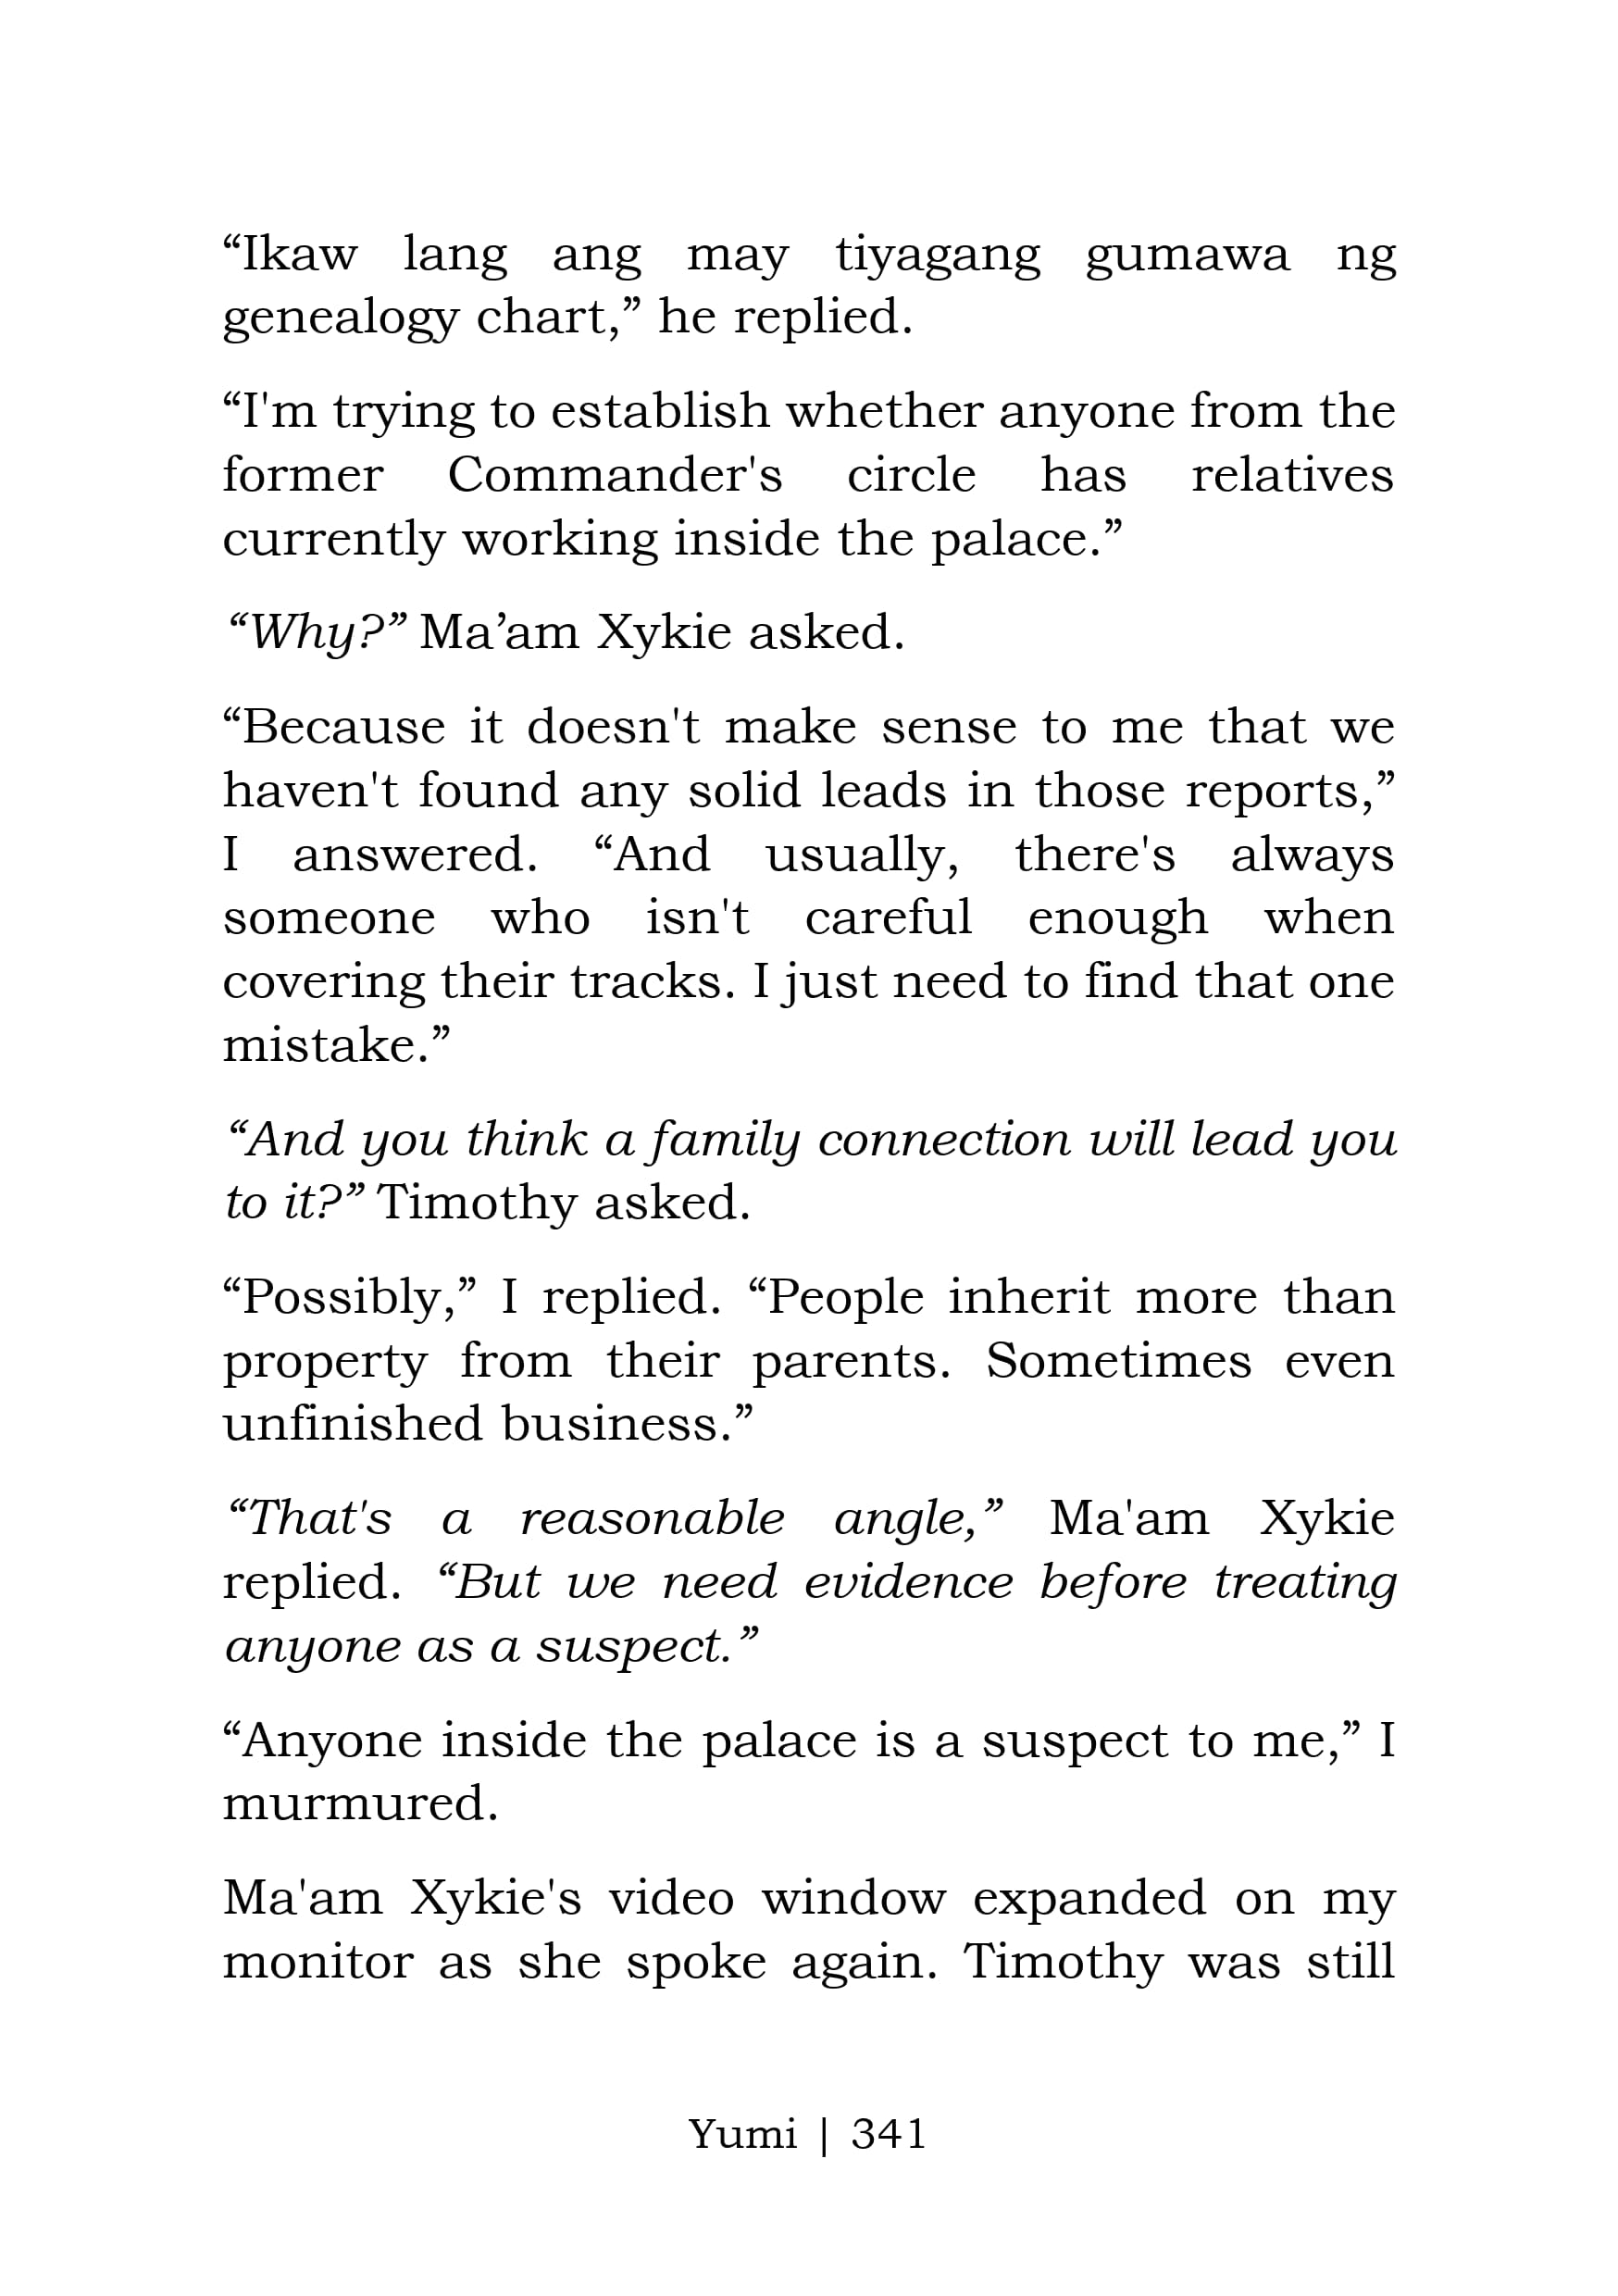 “Ikaw lang ang may tiyagang gumawa ng
genealogy chart,” he replied.
“I'm trying to establish whether anyone from the
former Commander's circle has relatives
currently working inside the palace.”
“Why?” Ma’am Xykie asked.
“Because it doesn't make sense to me that we
haven't found any solid leads in those reports,”
I answered. “And usually, there's always
someone who isn't careful enough when
covering their tracks. I just need to find that one
mistake.”
“And you think a family connection will lead you
to it?” Timothy asked.
“Possibly,” I replied. “People inherit more than
property from their parents. Sometimes even
unfinished business.”
“That's a reasonable angle,” Ma'am Xykie
replied. “But we need evidence before treating
anyone as a suspect.”
“Anyone inside the palace is a suspect to me,” I
murmured.
Ma'am Xykie's video window expanded on my
monitor as she spoke again. Timothy was still
Yumi | 341